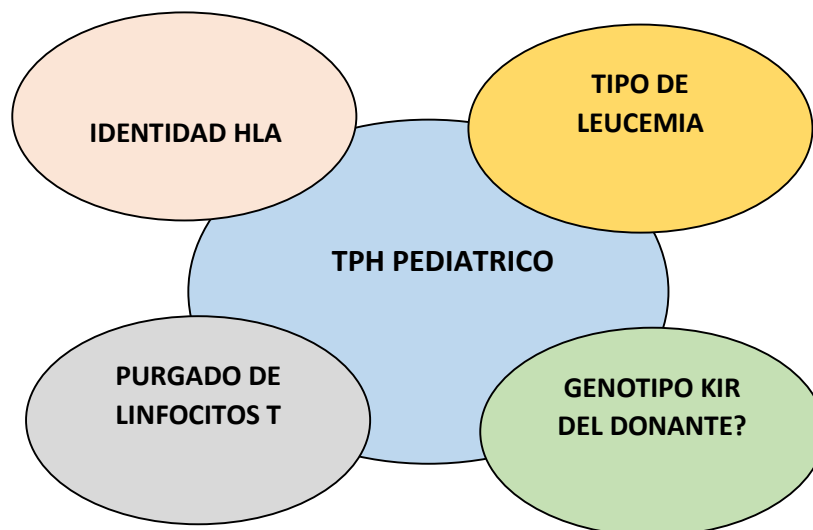 IDENTIDAD HLA
TIPO DE
LEUCEMIA
TPH PEDIATRICO
PURGADO DE
LINFOCITOS T
GENOTIPO KIR
DEL DONANTE?